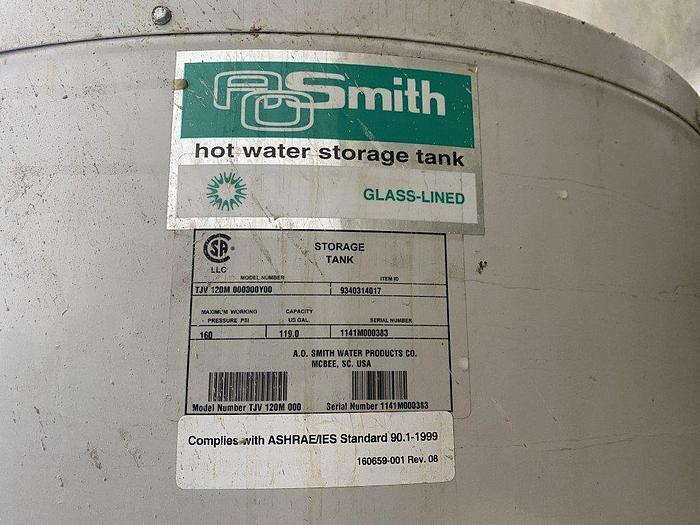 AOSmith
hot water storage tank
GLASS-LINED
CSA
LLC
STORAGE
TANK
MODEL NUMBER ITEM ID
TJV 120M 000300Y00 9340314017
MAXIMUM WORKING CAPACITY
PRESSURE PSI US GAL. SERIAL NUMBER
160 119.0 1141M000383
A.O. SMITH WATER PRODUCTS CO.
MCBEE, SC. USA
Model Number TJV 120M 000 Serial Number 1141M000383
Complies with ASHRAE/IES Standard 90.1-1999
160659-001 Rev. 08